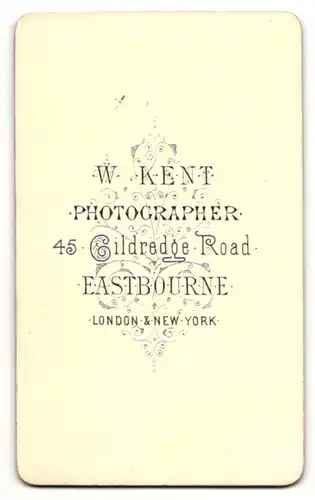 W. KENT
·PHOTOGRAPHER·
45·Gildredge·Road·
·EASTBOURNE·
·LONDON·&·NEW·YORK·